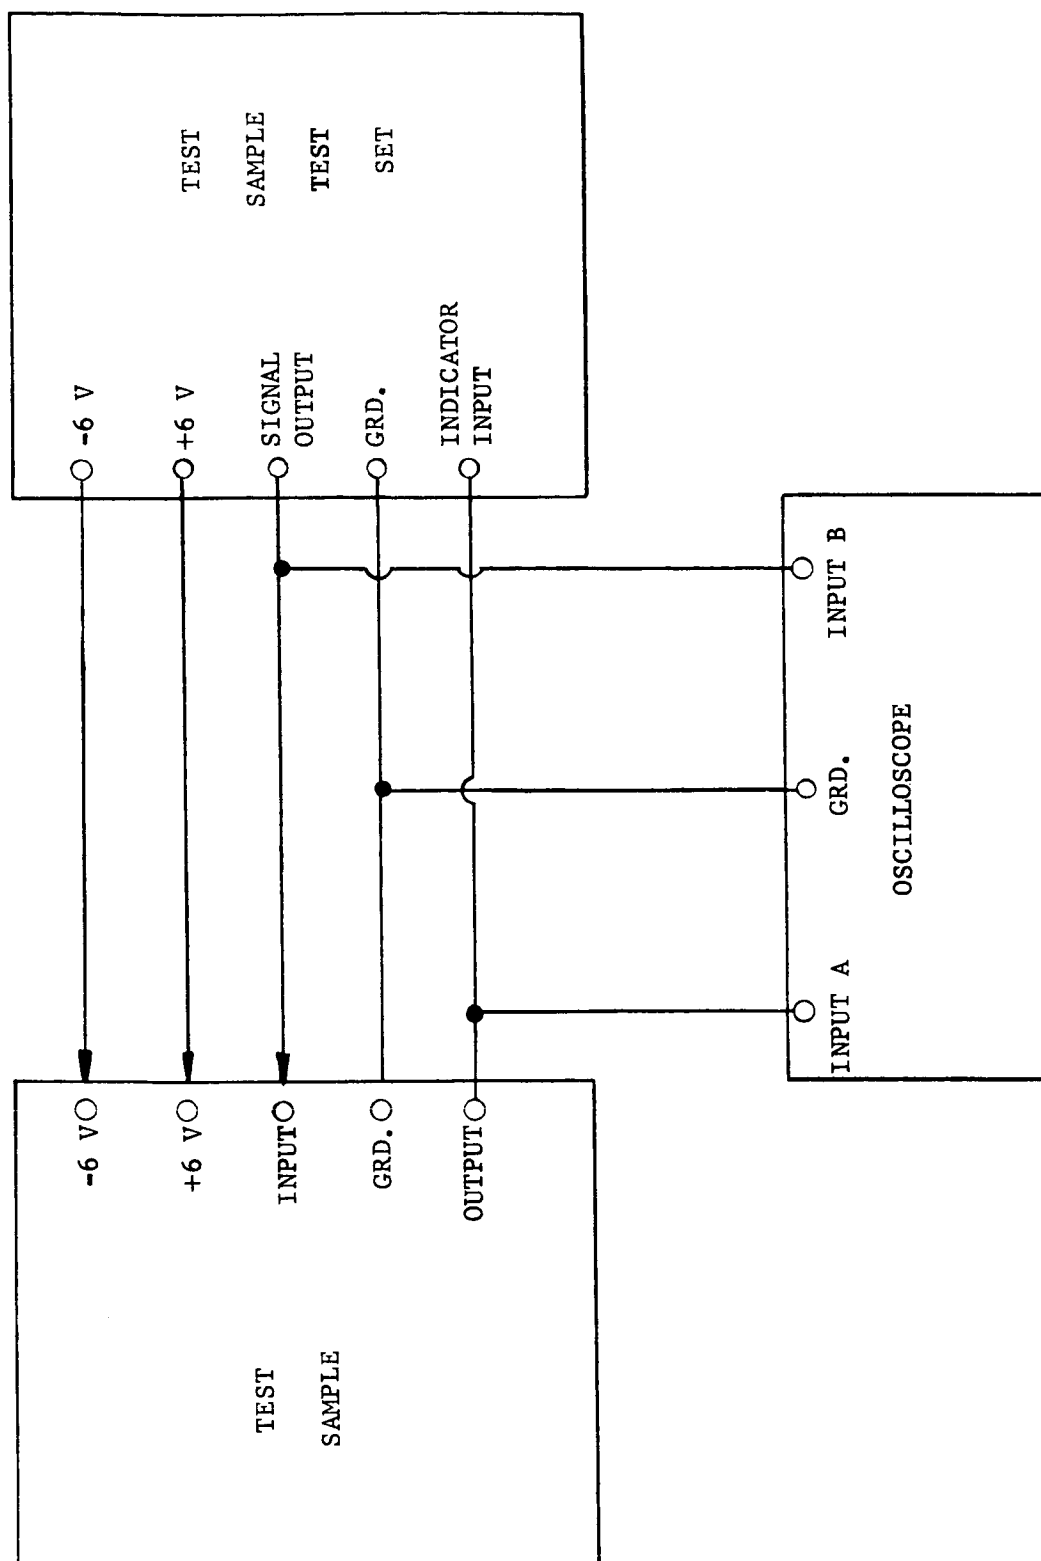 TEST
SAMPLE
-6 V
+6 V
INPUT
GRD.
OUTPUT
TEST
SAMPLE
TEST
SET
-6 V
+6 V
SIGNAL
OUTPUT
GRD.
INDICATOR
INPUT
INPUT A
GRD.
INPUT B
OSCILLOSCOPE